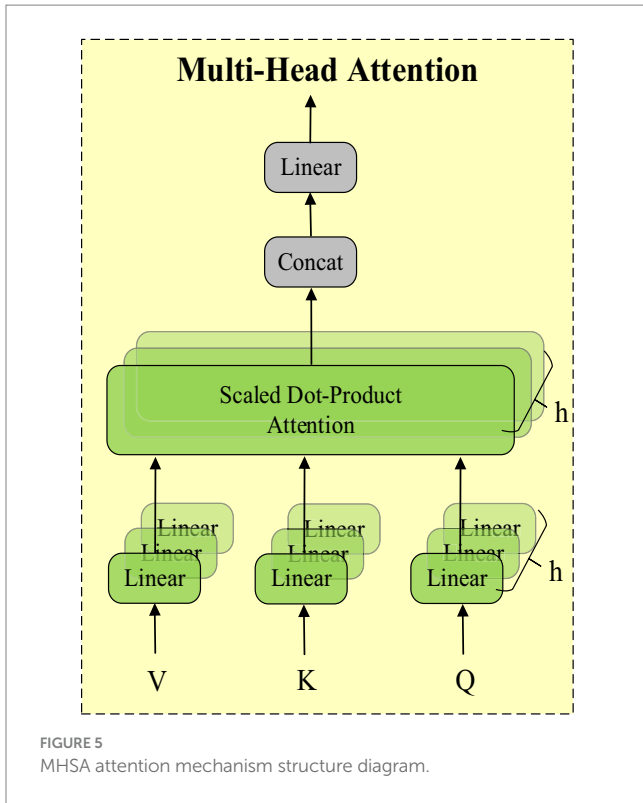 Multi-Head Attention
Linear
Concat
Scaled Dot-Product
Attention
h
Linear Linear Linear
Linear Linear Linear
Linear Linear Linear
h
V K Q
FIGURE 5
MHSA attention mechanism structure diagram.